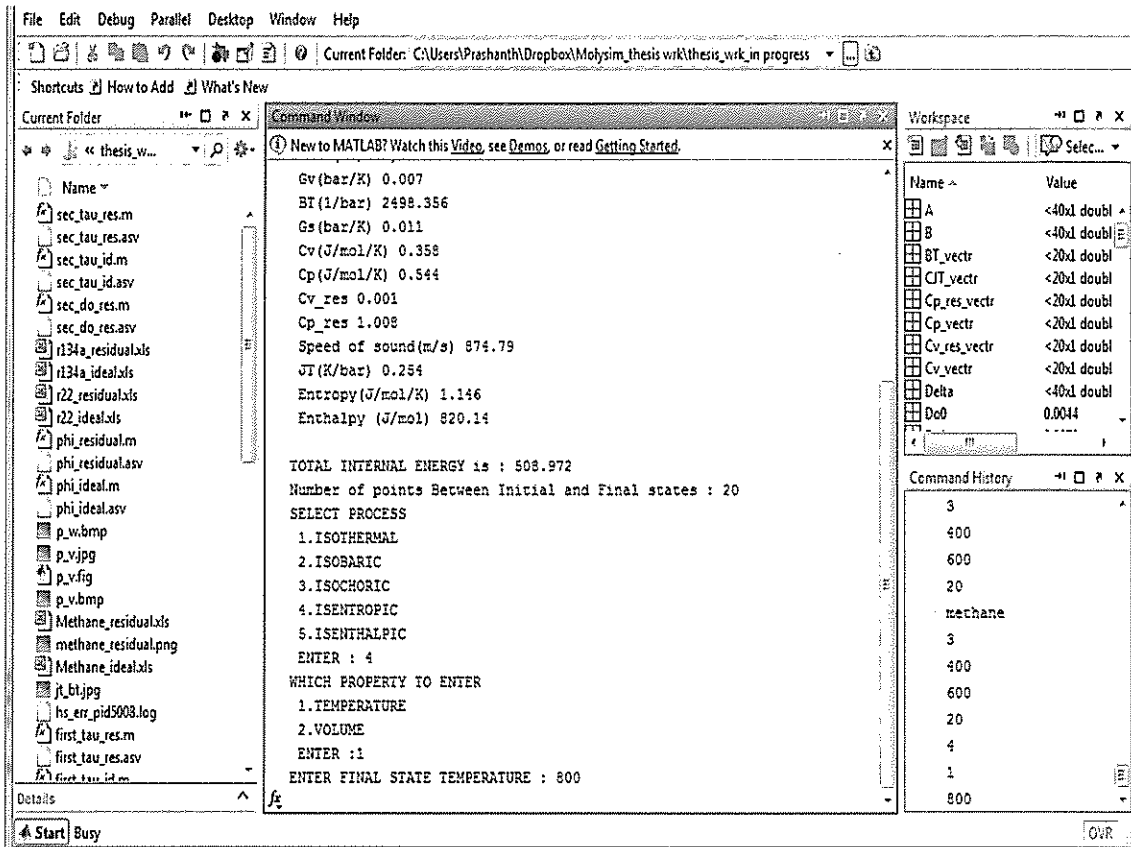 File Edit Debug Parallel Desktop Window Help
Current Folder: C:\Users\Prashanth\Dropbox\Molysim_thesis wrk\thesis_wrk_in progress
Shortcuts How to Add What's New
Current Folder
« thesis_w...
Name
sec_tau_res.m
sec_tau_res.asv
sec_tau_id.m
sec_tau_id.asv
sec_do_res.m
sec_do_res.asv
r134a_residual.xls
r134a_ideal.xls
r22_residual.xls
r22_ideal.xls
phi_residual.m
phi_residual.asv
phi_ideal.m
phi_ideal.asv
p_w.bmp
p_v.jpg
p_v.fig
p_v.bmp
Methane_residual.xls
methane_residual.png
Methane_ideal.xls
jt_bt.jpg
hs_err_pid5008.log
first_tau_res.m
first_tau_res.asv
first_tau_id.m
Details
Command Window
New to MATLAB? Watch this Video, see Demos, or read Getting Started.
Gv(bar/K) 0.007
BT(1/bar) 2498.356
Gs(bar/K) 0.011
Cv(J/mol/K) 0.358
Cp(J/mol/K) 0.544
Cv_res 0.001
Cp_res 1.008
Speed of sound(m/s) 874.79
JT(K/bar) 0.254
Entropy(J/mol/K) 1.146
Enthalpy (J/mol) 820.14
TOTAL INTERNAL ENERGY is : 508.972
Number of points Between Initial and Final states : 20
SELECT PROCESS
1.ISOTHERMAL
2.ISOBARIC
3.ISOCHORIC
4.ISENTROPIC
5.ISENTHALPIC
ENTER : 4
WHICH PROPERTY TO ENTER
1.TEMPERATURE
2.VOLUME
ENTER :1
ENTER FINAL STATE TEMPERATURE : 800
fx
Workspace
Selec...
Name Value
A <40x1 doubl
B <40x1 doubl
BT_vectr <20x1 doubl
CJT_vectr <20x1 doubl
Cp_res_vectr <20x1 doubl
Cp_vectr <20x1 doubl
Cv_res_vectr <20x1 doubl
Cv_vectr <20x1 doubl
Delta <40x1 doubl
Do0 0.0044
Command History
3
400
600
20
methane
3
400
600
20
4
1
800
Start Busy
OVR